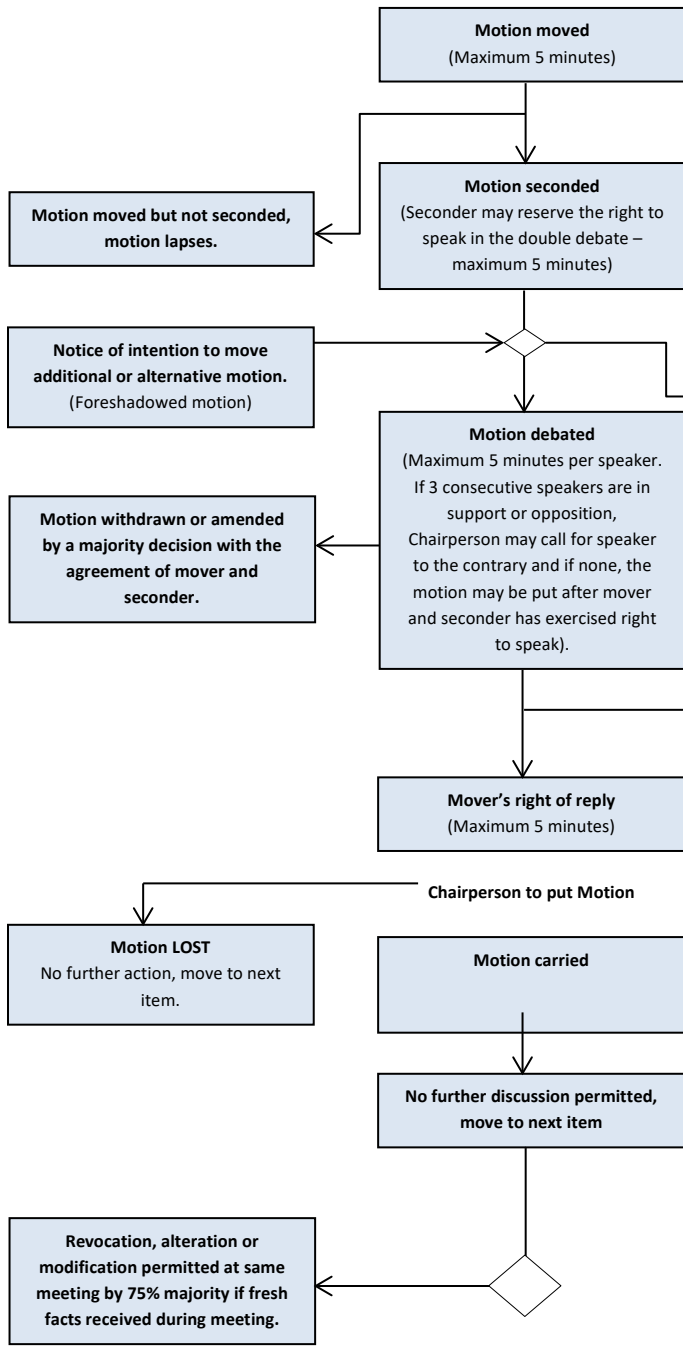 Motion moved
(Maximum 5 minutes)
Motion seconded
(Seconder may reserve the right to
speak in the double debate –
maximum 5 minutes)
Motion moved but not seconded,
motion lapses.
Notice of intention to move
additional or alternative motion.
(Foreshadowed motion)
Motion debated
(Maximum 5 minutes per speaker.
If 3 consecutive speakers are in
support or opposition,
Chairperson may call for speaker
to the contrary and if none, the
motion may be put after mover
and seconder has exercised right
to speak).
Motion withdrawn or amended
by a majority decision with the
agreement of mover and
seconder.
Mover’s right of reply
(Maximum 5 minutes)
Chairperson to put Motion
Motion LOST
No further action, move to next
item.
Motion carried
No further discussion permitted,
move to next item
Revocation, alteration or
modification permitted at same
meeting by 75% majority if fresh
facts received during meeting.